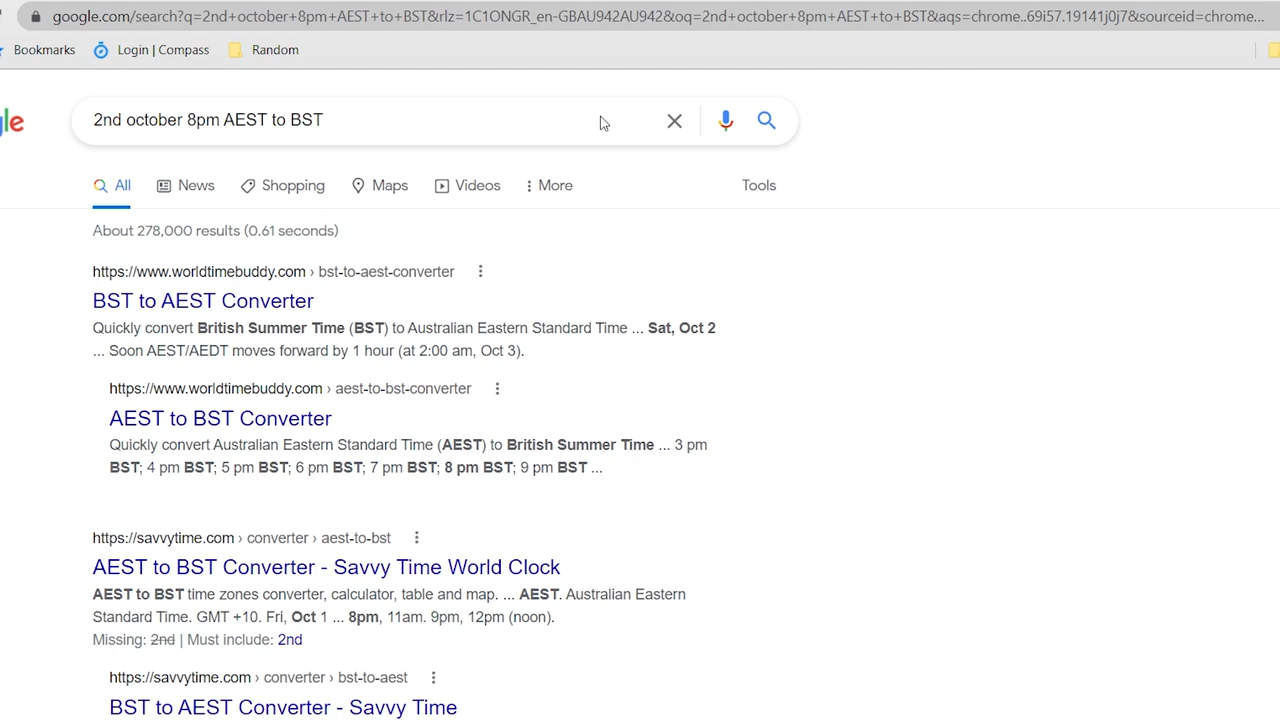 google.com/search?q=2nd+october+8pm+AEST+to+BST&rlz=1C1ONGR_en-GBAU942AU942&oq=2nd+october+8pm+AEST+to+BST&aqs=chrome..69i57.19141j0j7&sourceid=chrome...
Bookmarks Login | Compass Random
gle 2nd october 8pm AEST to BST
All News Shopping Maps Videos More Tools
About 278,000 results (0.61 seconds)
https://www.worldtimebuddy.com › bst-to-aest-converter
BST to AEST Converter
Quickly convert British Summer Time (BST) to Australian Eastern Standard Time ... Sat, Oct 2
... Soon AEST/AEDT moves forward by 1 hour (at 2:00 am, Oct 3).
https://www.worldtimebuddy.com › aest-to-bst-converter
AEST to BST Converter
Quickly convert Australian Eastern Standard Time (AEST) to British Summer Time ... 3 pm
BST; 4 pm BST; 5 pm BST; 6 pm BST; 7 pm BST; 8 pm BST; 9 pm BST ...
https://savvytime.com › converter › aest-to-bst
AEST to BST Converter - Savvy Time World Clock
AEST to BST time zones converter, calculator, table and map. ... AEST. Australian Eastern
Standard Time. GMT +10. Fri, Oct 1 ... 8pm, 11am. 9pm, 12pm (noon).
Missing: 2nd | Must include: 2nd
https://savvytime.com › converter › bst-to-aest
BST to AEST Converter - Savvy Time